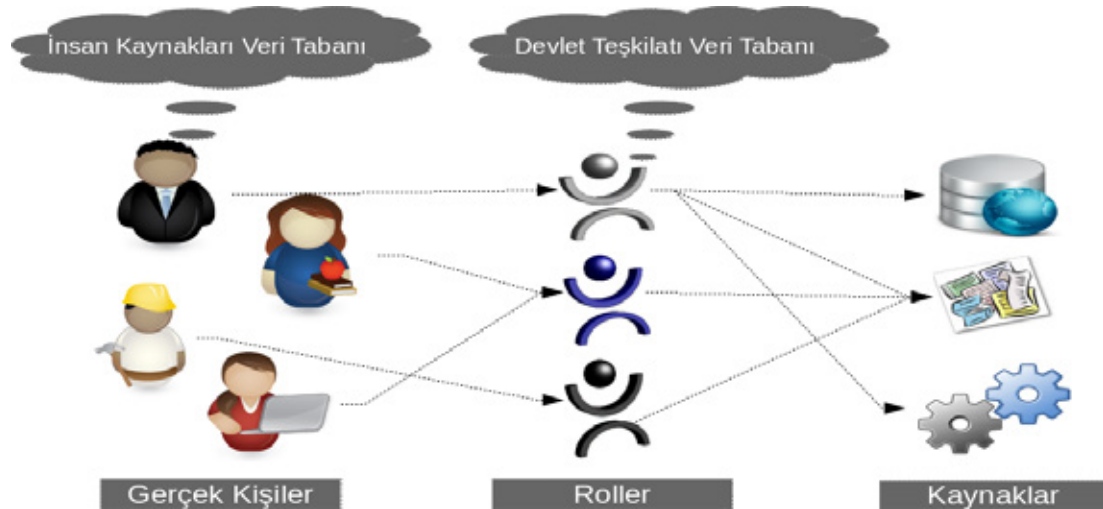 İnsan Kaynakları Veri Tabanı
Devlet Teşkilatı Veri Tabanı
Gerçek Kişiler
Roller
Kaynaklar